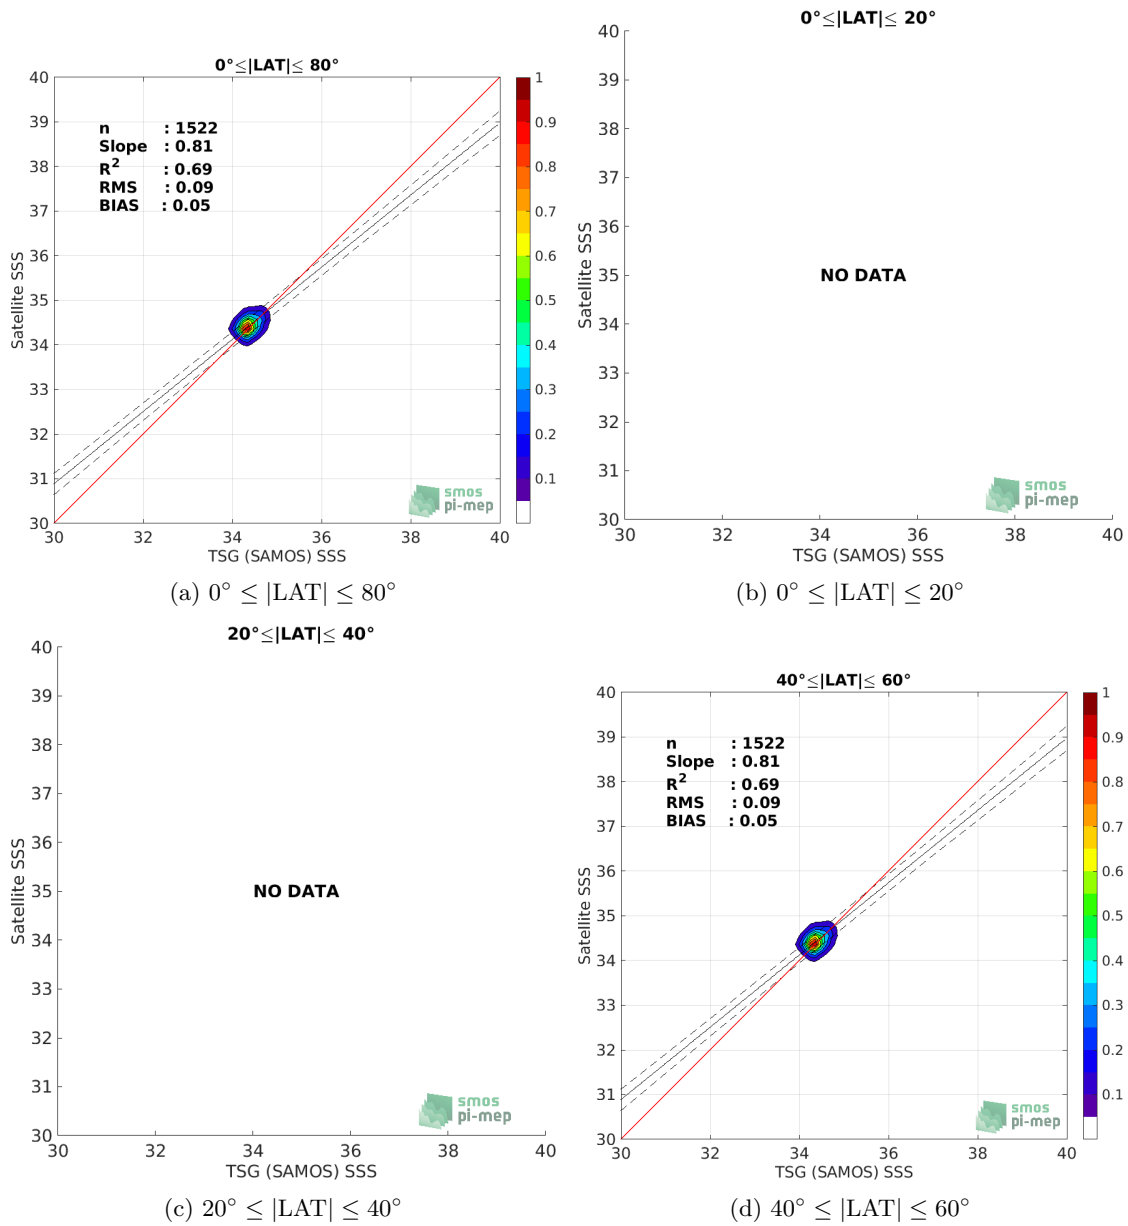 0°≤|LAT|≤ 80°
40
39
38
37
36
35
34
33
32
31
30
n : 1522
Slope : 0.81
R2 : 0.69
RMS : 0.09
BIAS : 0.05
1
0.9
0.8
0.7
0.6
0.5
0.4
0.3
0.2
0.1
Satellite SSS
smos
pi-mep
30 32 34 36 38 40
TSG (SAMOS) SSS
(a) 0° ≤ |LAT| ≤ 80°
0°≤|LAT|≤ 20°
40
39
38
37
36
35
34
33
32
31
30
Satellite SSS
NO DATA
smos
pi-mep
30 32 34 36 38 40
TSG (SAMOS) SSS
(b) 0° ≤ |LAT| ≤ 20°
20°≤|LAT|≤ 40°
40
39
38
37
36
35
34
33
32
31
30
Satellite SSS
NO DATA
smos
pi-mep
30 32 34 36 38 40
TSG (SAMOS) SSS
(c) 20° ≤ |LAT| ≤ 40°
40°≤|LAT|≤ 60°
40
39
38
37
36
35
34
33
32
31
30
n : 1522
Slope : 0.81
R2 : 0.69
RMS : 0.09
BIAS : 0.05
1
0.9
0.8
0.7
0.6
0.5
0.4
0.3
0.2
0.1
Satellite SSS
smos
pi-mep
30 32 34 36 38 40
TSG (SAMOS) SSS
(d) 40° ≤ |LAT| ≤ 60°